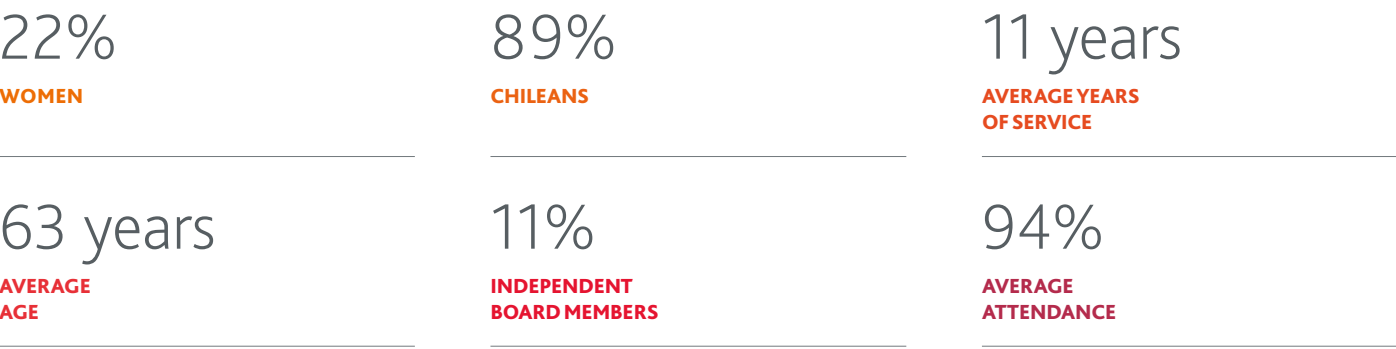 22%
WOMEN
89%
CHILEANS
11 years
AVERAGE YEARS
OF SERVICE
63 years
AVERAGE
AGE
11%
INDEPENDENT
BOARD MEMBERS
94%
AVERAGE
ATTENDANCE